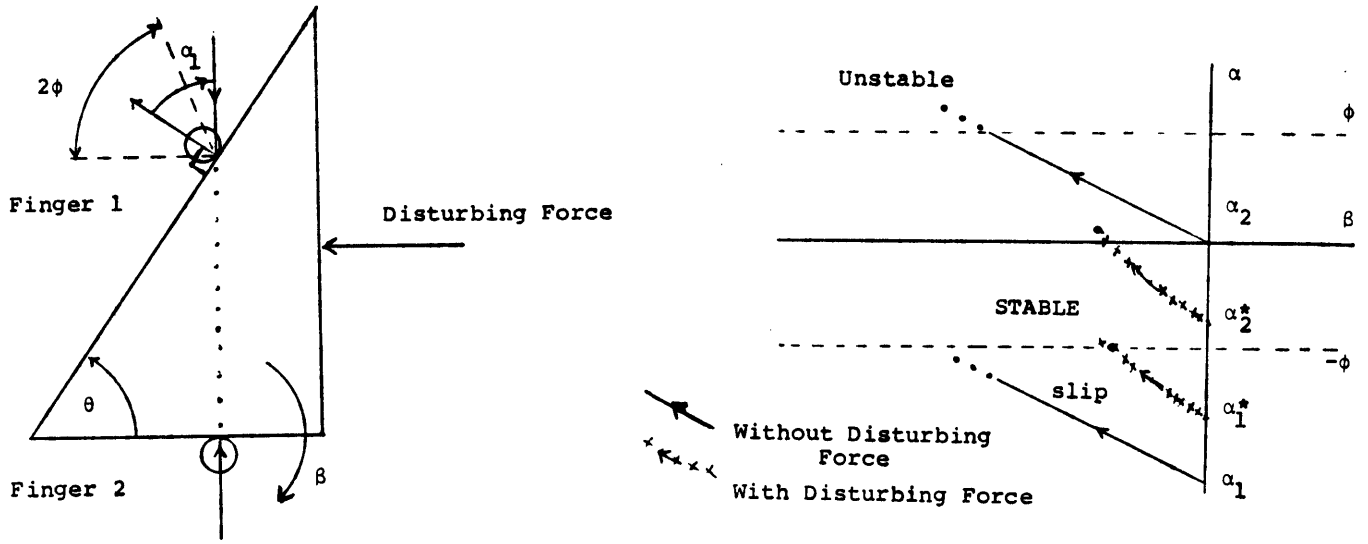 α1
2φ
Finger 1
Disturbing Force
θ
β
Finger 2
Unstable
α
φ
α2
β
STABLE
α2*
-φ
slip
α1*
Without Disturbing
Force
α1
With Disturbing Force